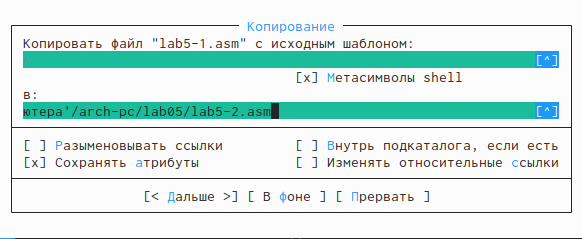 Копирование
Копировать файл "lab5-1.asm" с исходным шаблоном:
[^]
[x] Метасимволы shell
в:
ютера'/arch-pc/lab05/lab5-2.asm [^]
[ ] Разыменовывать ссылки [ ] Внутрь подкаталога, если есть
[x] Сохранять атрибуты [ ] Изменять относительные ссылки
[< Дальше >] [ В фоне ] [ Прервать ]